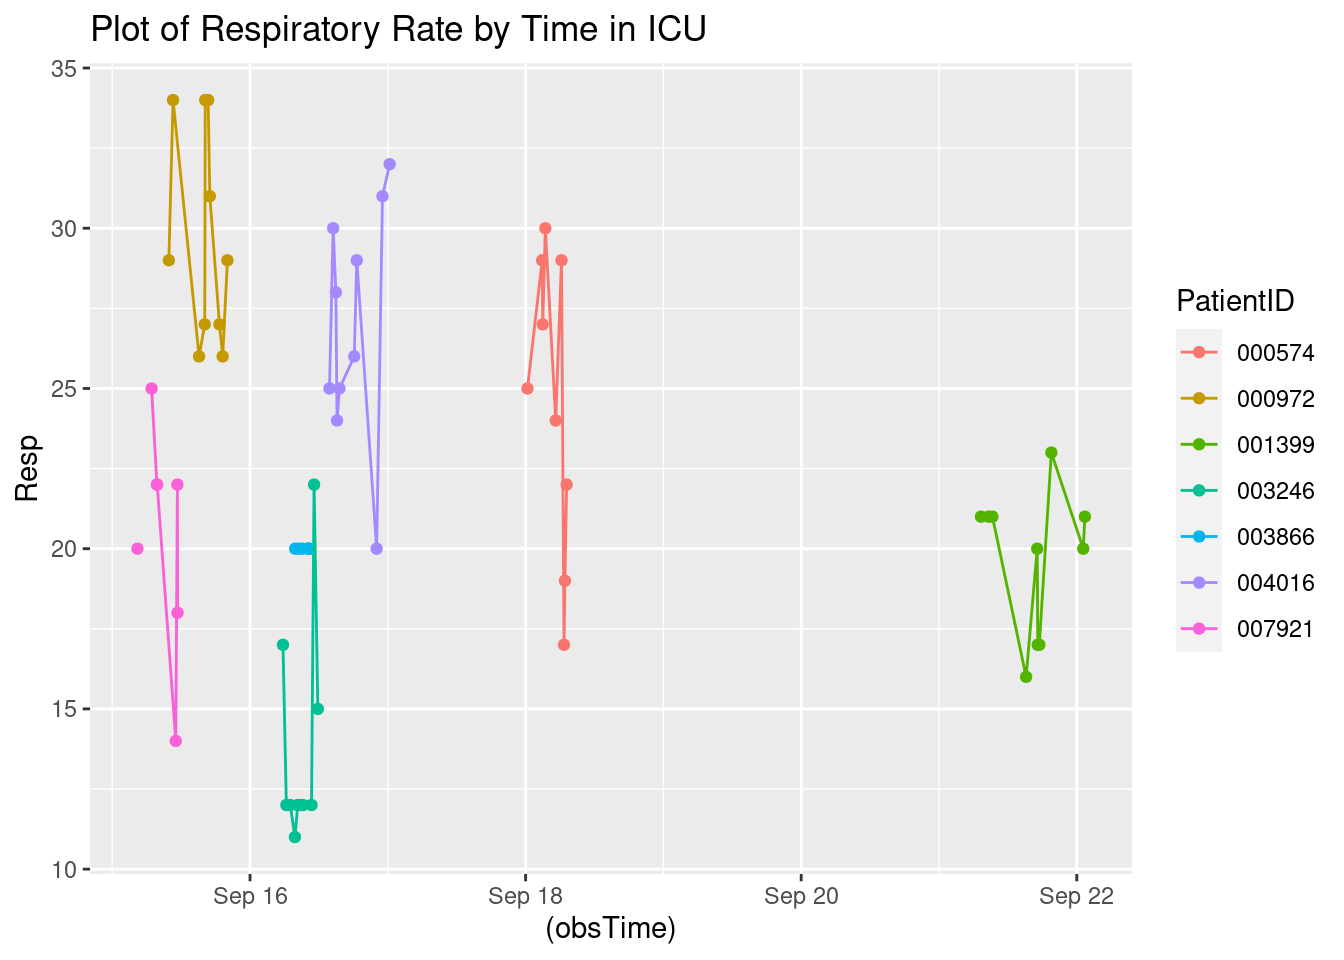 Plot of Respiratory Rate by Time in ICU
35
30
25
20
15
10
Resp
Sep 16
Sep 18
Sep 20
Sep 22
(obsTime)
PatientID
000574
000972
001399
003246
003866
004016
007921